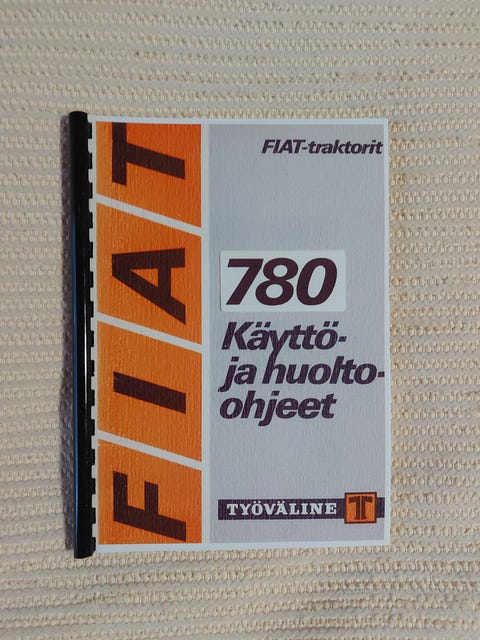 FIAT
FIAT-traktorit
780
Käyttö-
ja huolto-
ohjeet
TYÖVÄLINE T